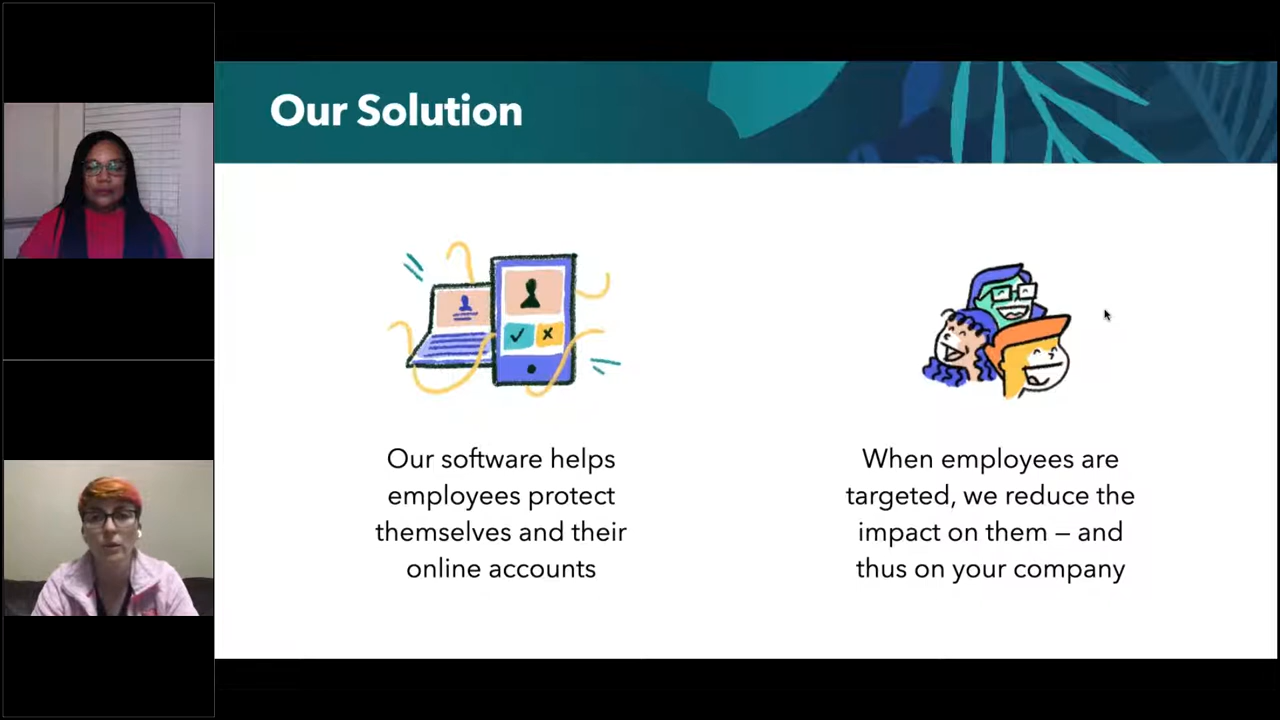 Our Solution
Our software helps
employees protect
themselves and their
online accounts
When employees are
targeted, we reduce the
impact on them – and
thus on your company